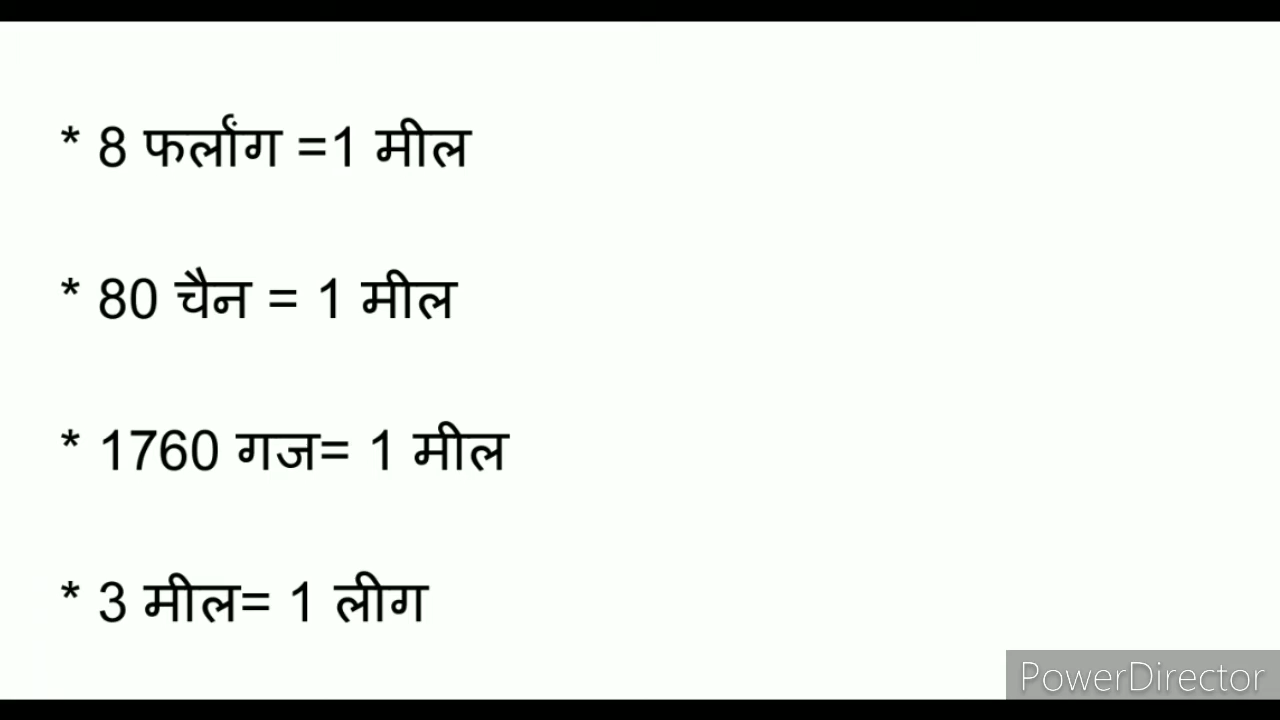 * 8 फर्लांग =1 मील
* 80 चैन = 1 मील
* 1760 गज= 1 मील
* 3 मील= 1 लीग
PowerDirector